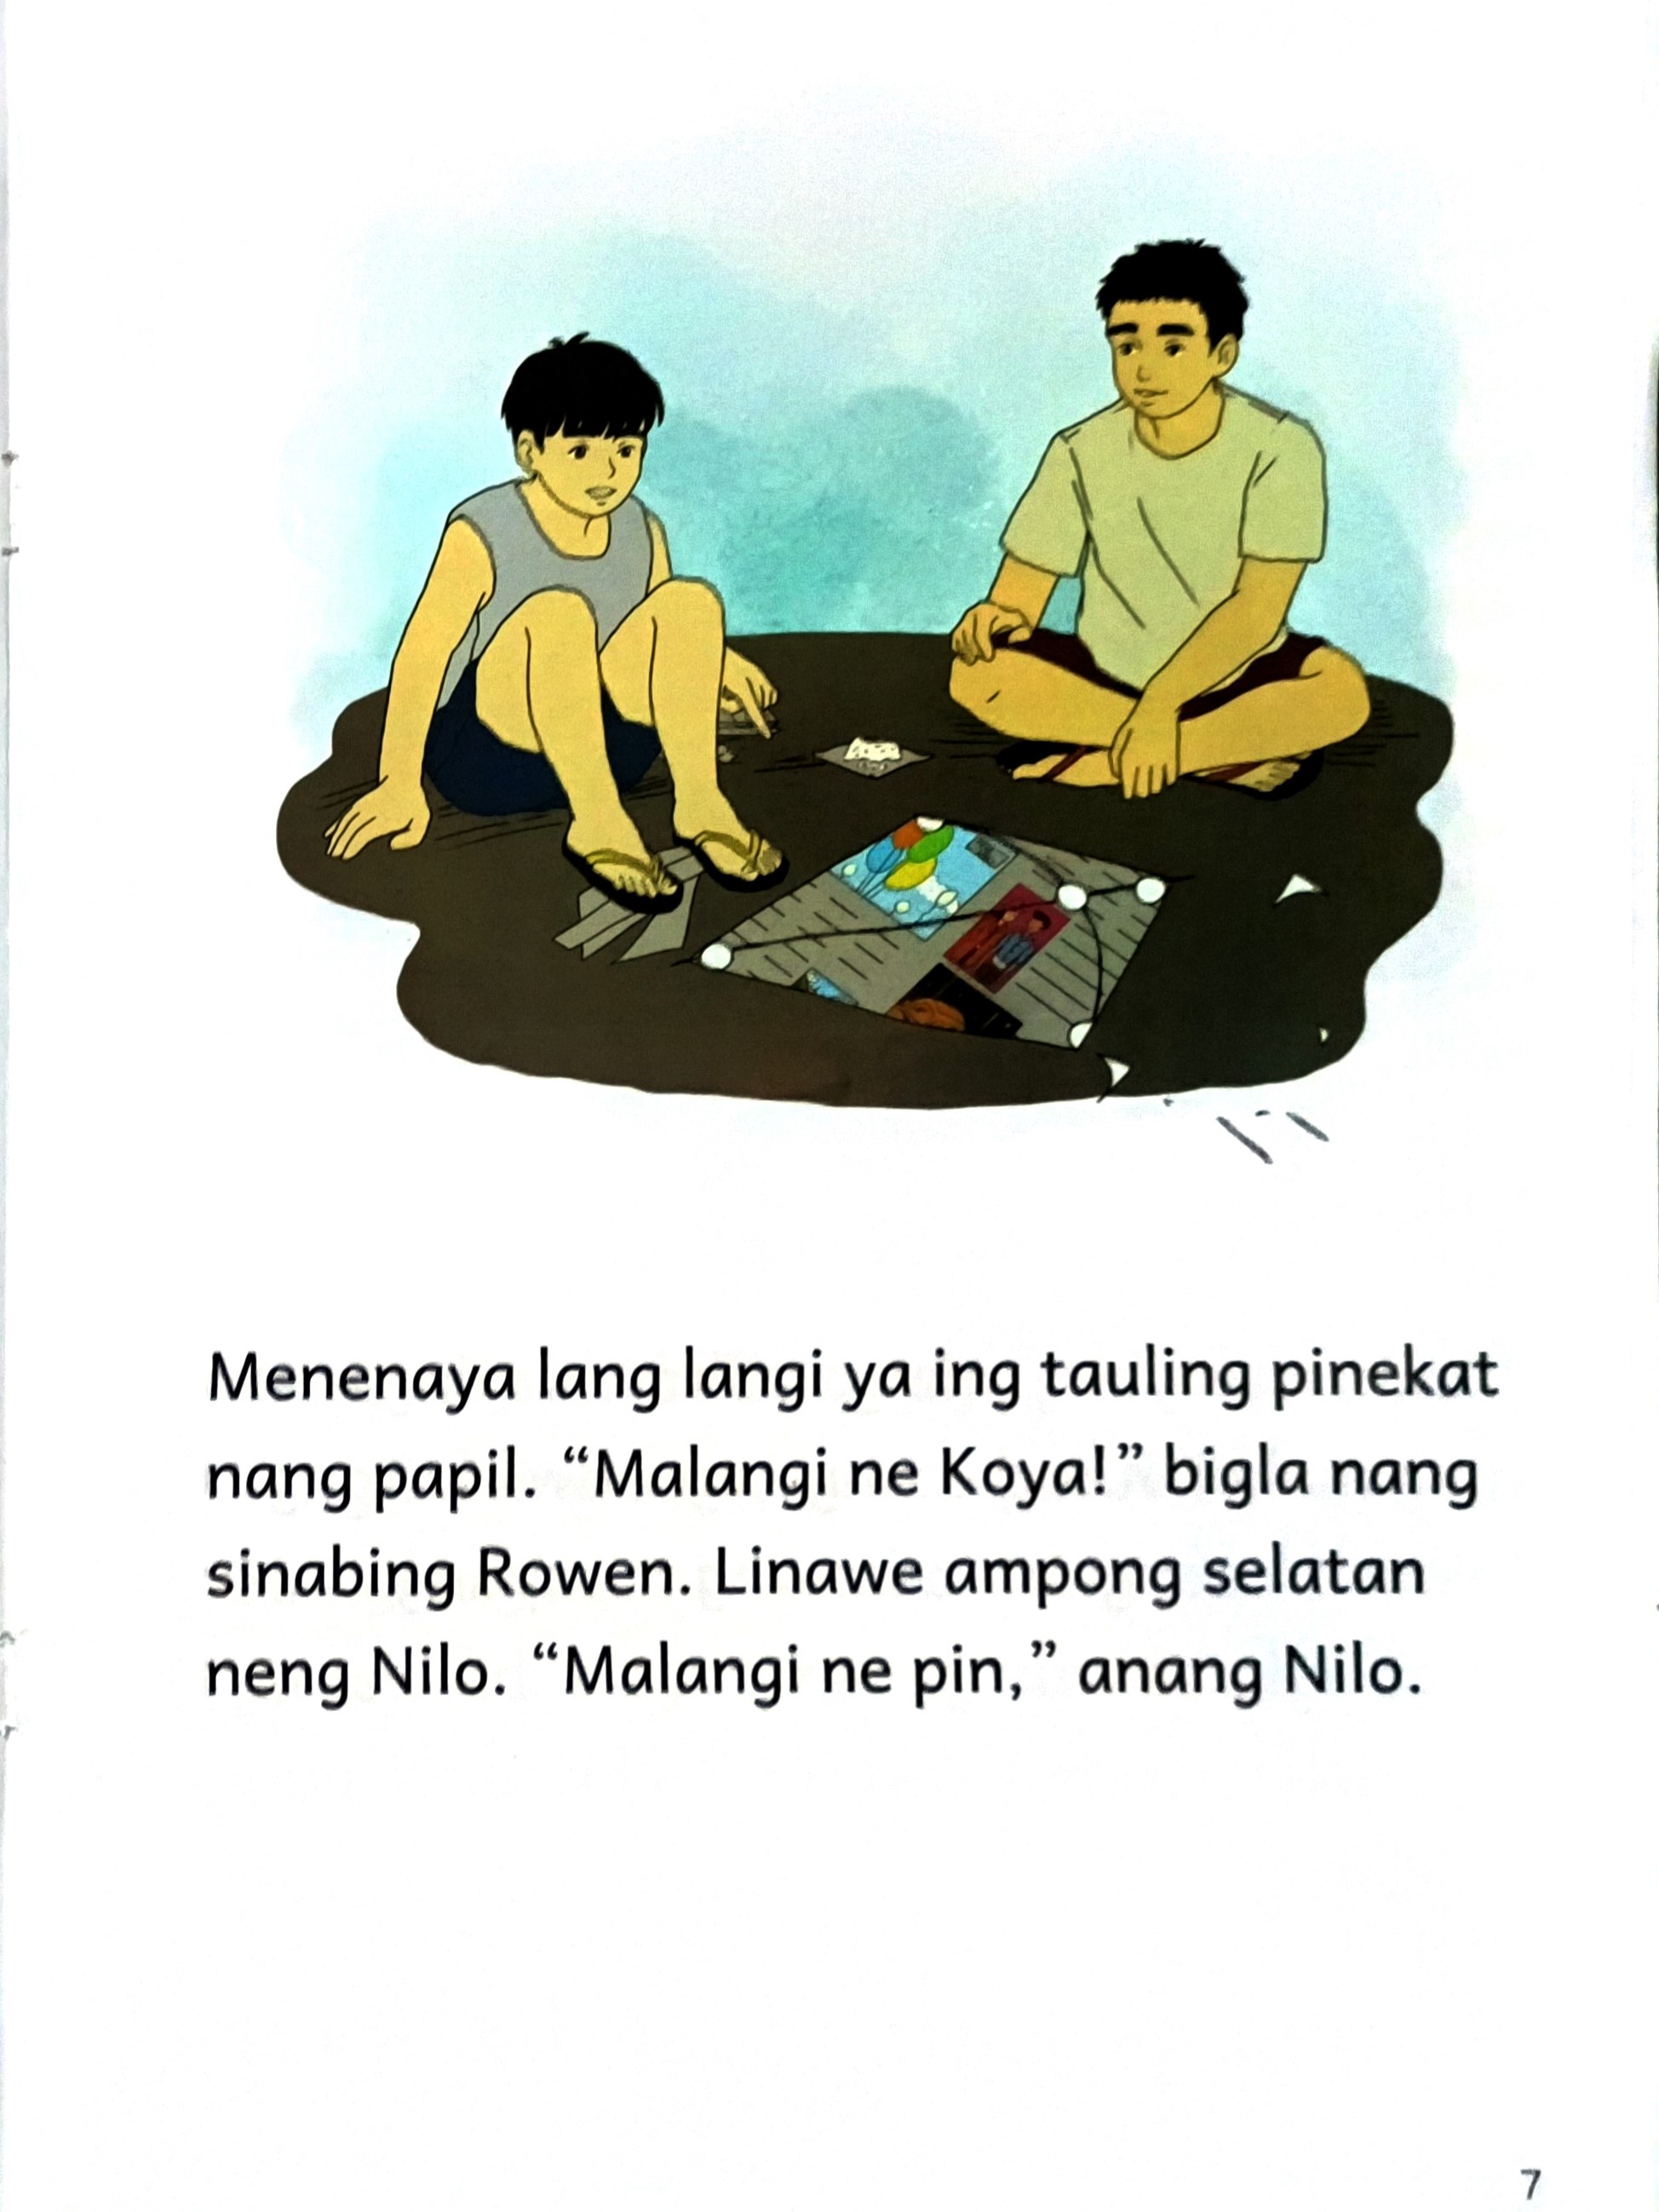 Menenaya lang langi ya ing tauling pinekat
nang papil. “Malangi ne Koya!” bigla nang
sinabing Rowen. Linawe ampong selatan
neng Nilo. “Malangi ne pin,” anang Nilo.
7